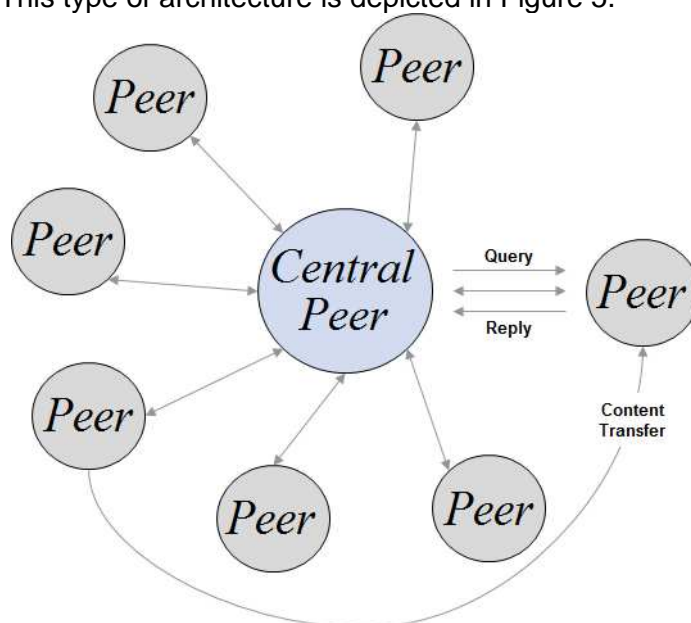 This type of architecture is depicted in Figure 5.
Peer
Peer
Peer
Central
Peer
Query
Reply
Peer
Peer
Content
Transfer
Peer
Peer